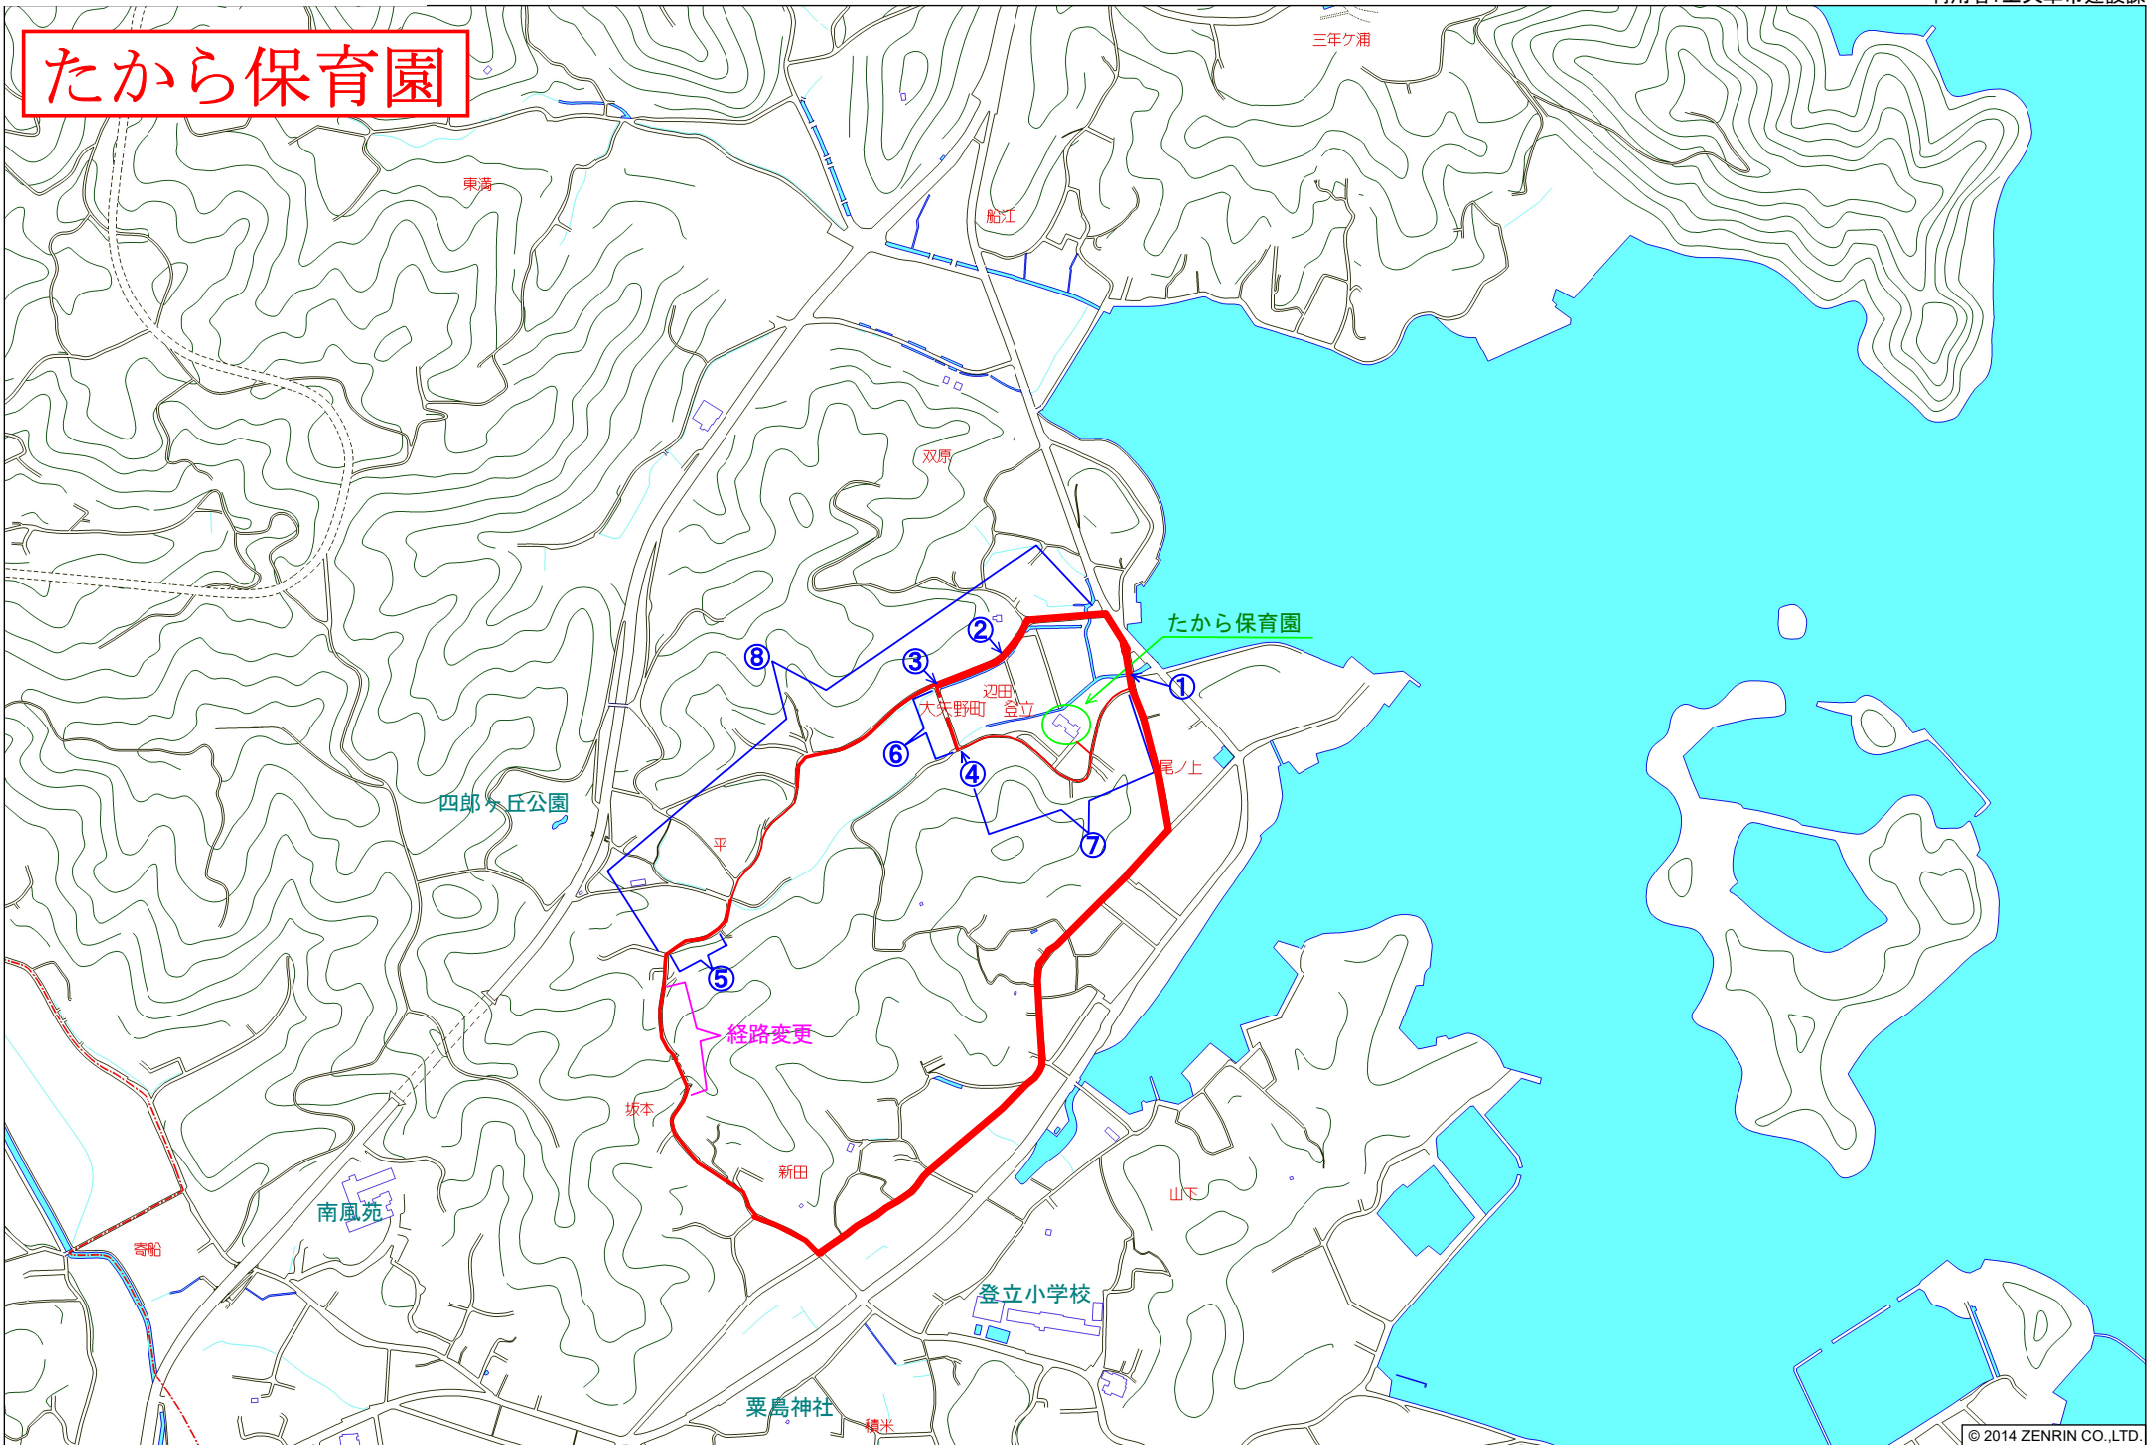 たから保育園
三年ケ浦
東満
船江
双原
たから保育園
②
⑧
③
①
辺田
大矢野町 登立
⑥
④
尾ノ上
四郎ヶ丘公園
平
⑦
⑤
経路変更
坂本
新田
山下
南風苑
寄船
登立小学校
粟島神社
積米
© 2014 ZENRIN CO.,LTD.